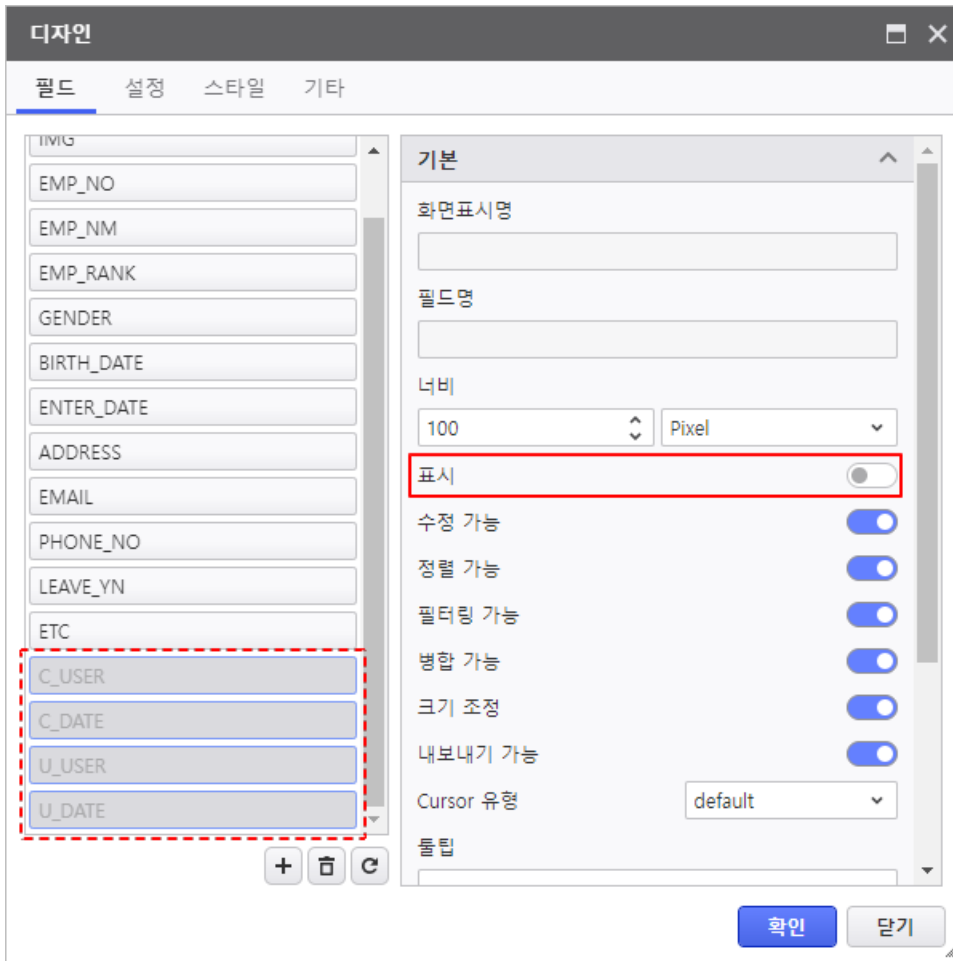 디자인
필드 설정 스타일 기타
IMG
EMP_NO
EMP_NM
EMP_RANK
GENDER
BIRTH_DATE
ENTER_DATE
ADDRESS
EMAIL
PHONE_NO
LEAVE_YN
ETC
C_USER
C_DATE
U_USER
U_DATE
기본
화면표시명
필드명
너비
100 Pixel
표시
수정 가능
정렬 가능
필터링 가능
병합 가능
크기 조정
내보내기 가능
Cursor 유형 default
툴팁
확인 닫기